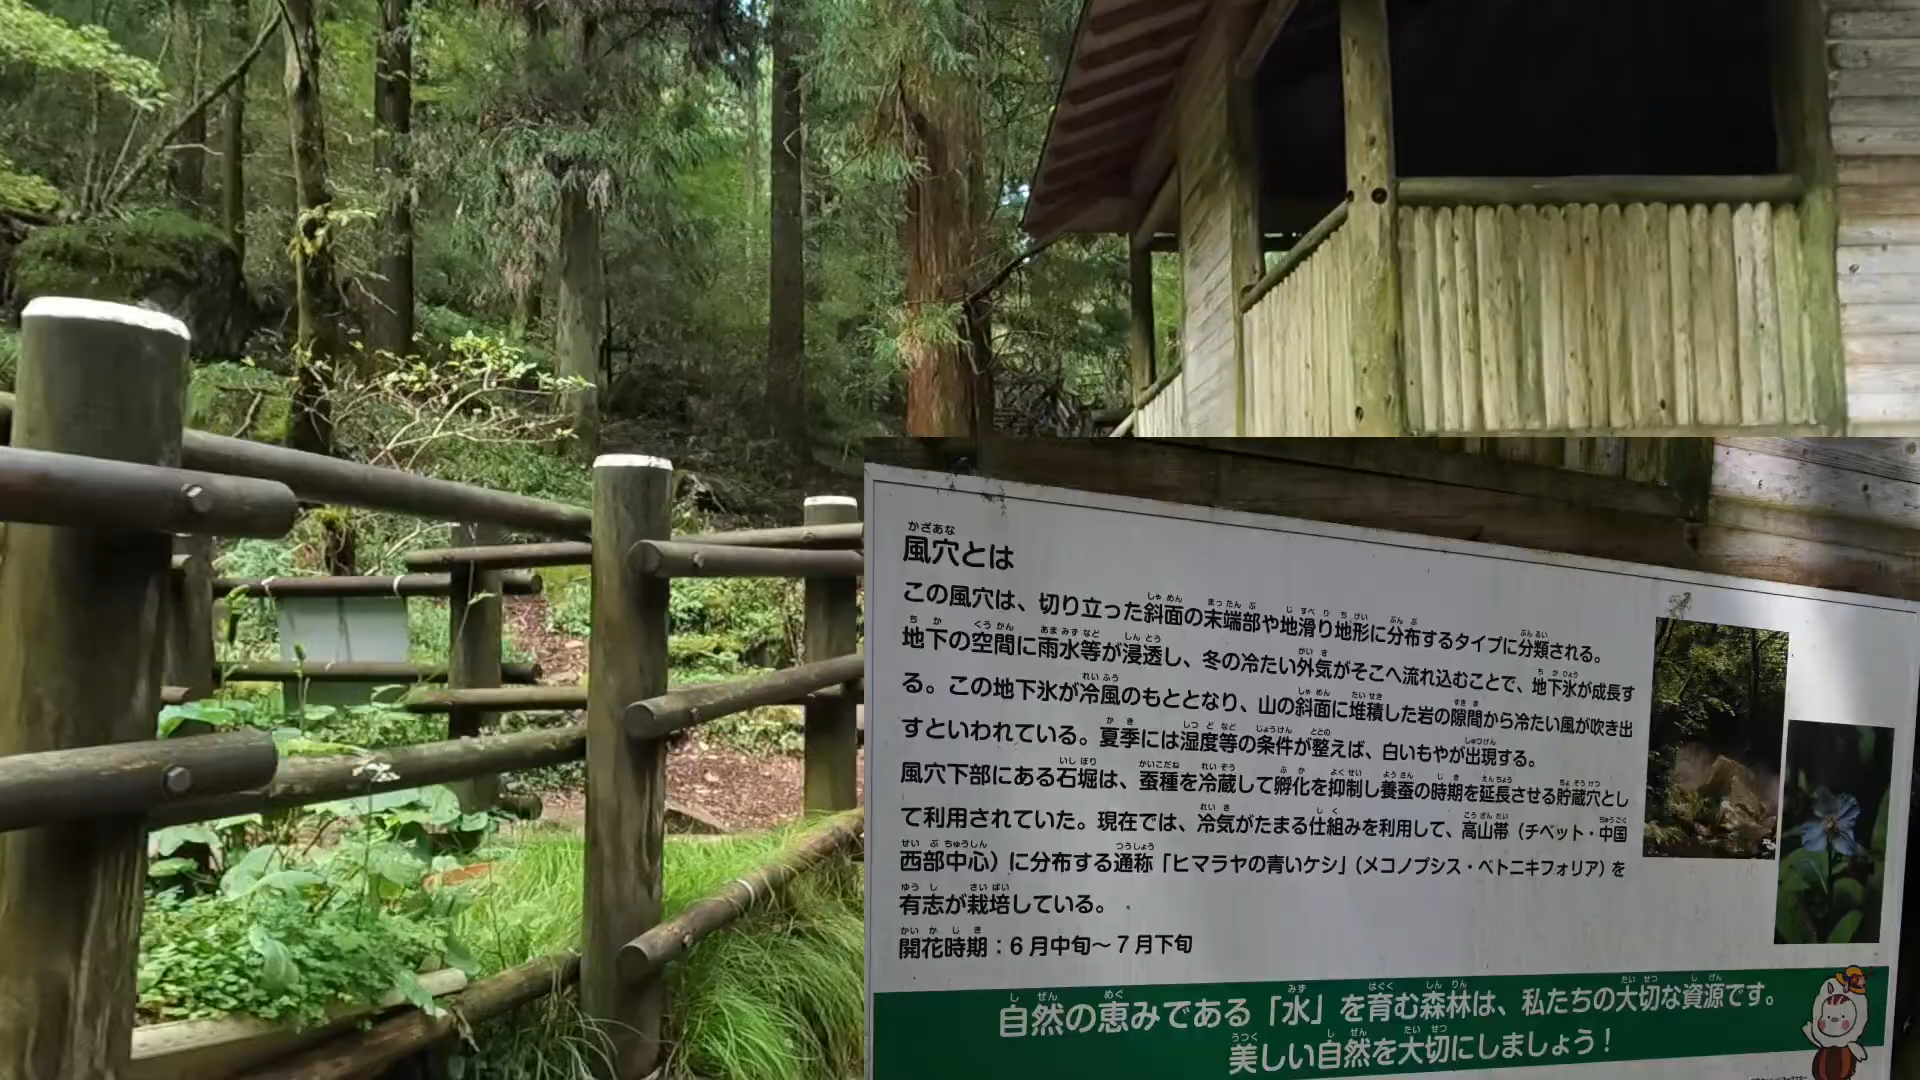 風穴とは
この風穴は、切り立った斜面の末端部や地滑り地形に分布するタイプに分類される。
地下の空間に雨水等が浸透し、冬の冷たい外気がそこへ流れ込むことで、地下氷が成長す
る。この地下氷が冷風のもととなり、山の斜面に堆積した岩の隙間から冷たい風が吹き出
すといわれている。夏季には湿度等の条件が整えば、白いもやが出現する。
風穴下部にある石堀は、蚕種を冷蔵して孵化を抑制し養蚕の時期を延長させる貯蔵穴とし
て利用されていた。現在では、冷気がたまる仕組みを利用して、高山帯（チベット・中国
西部中心）に分布する通称「ヒマラヤの青いケシ」（メコノプシス・ベトニキフォリア）を
有志が栽培している。
開花時期：6月中旬～7月下旬
自然の恵みである「水」を育む森林は、私たちの大切な資源です。
美しい自然を大切にしましょう！